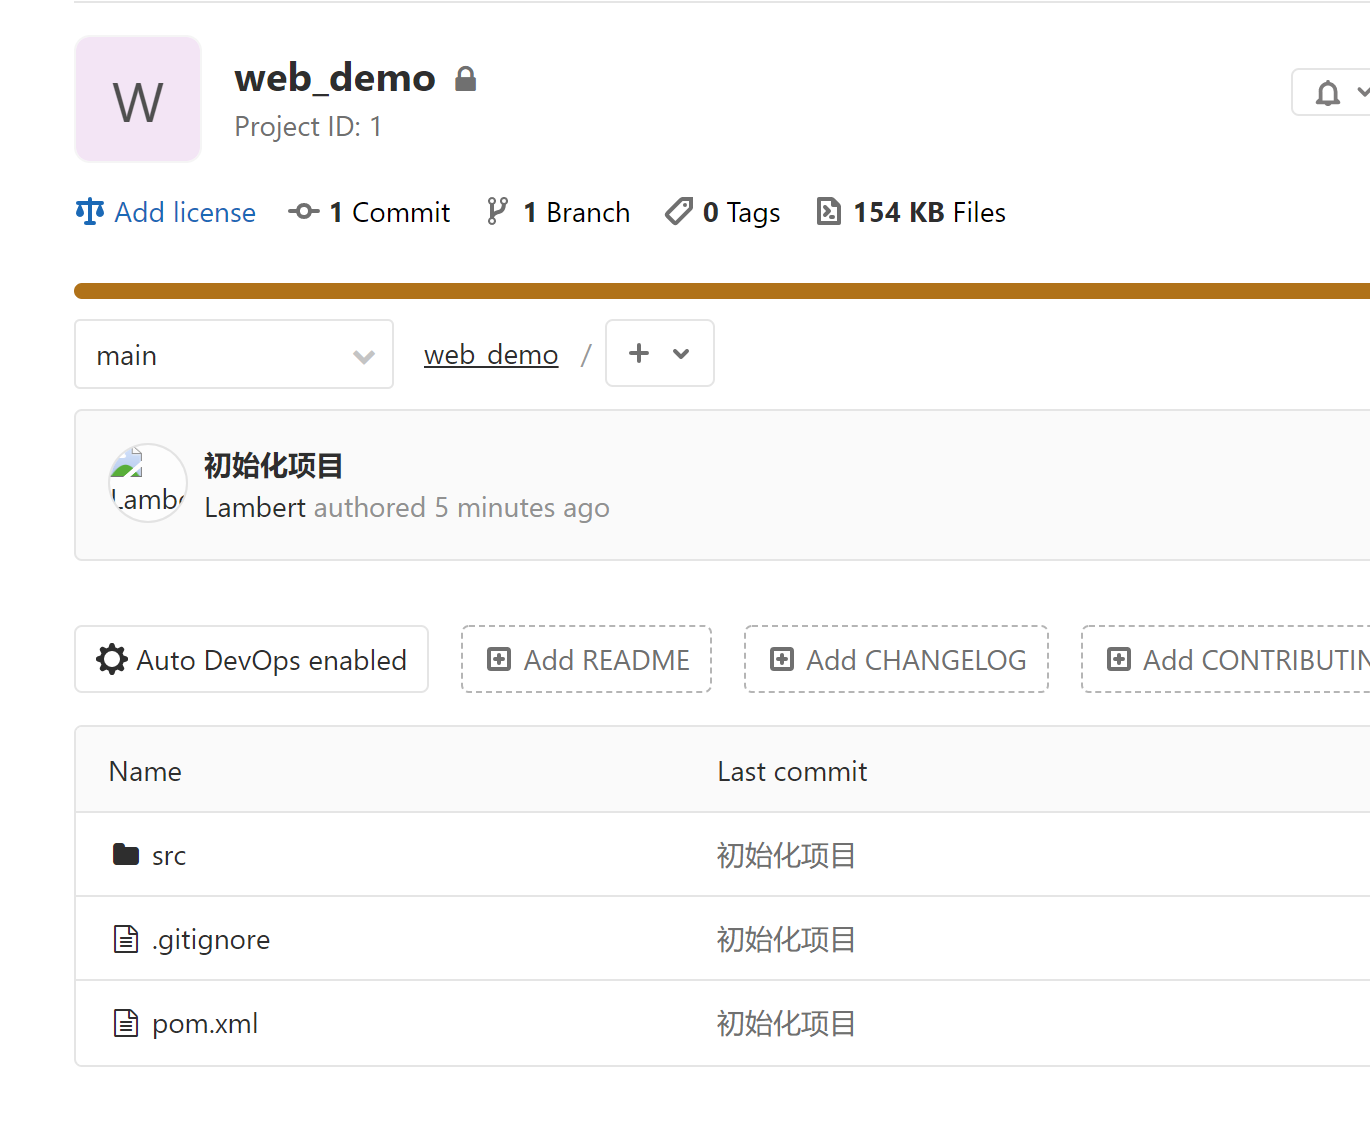 W
web_demo
Project ID: 1
Add license 1 Commit 1 Branch 0 Tags 154 KB Files
main web_demo /
初始化项目
Lambert authored 5 minutes ago
Auto DevOps enabled Add README Add CHANGELOG Add
Name Last commit
src 初始化项目
.gitignore 初始化项目
pom.xml 初始化项目